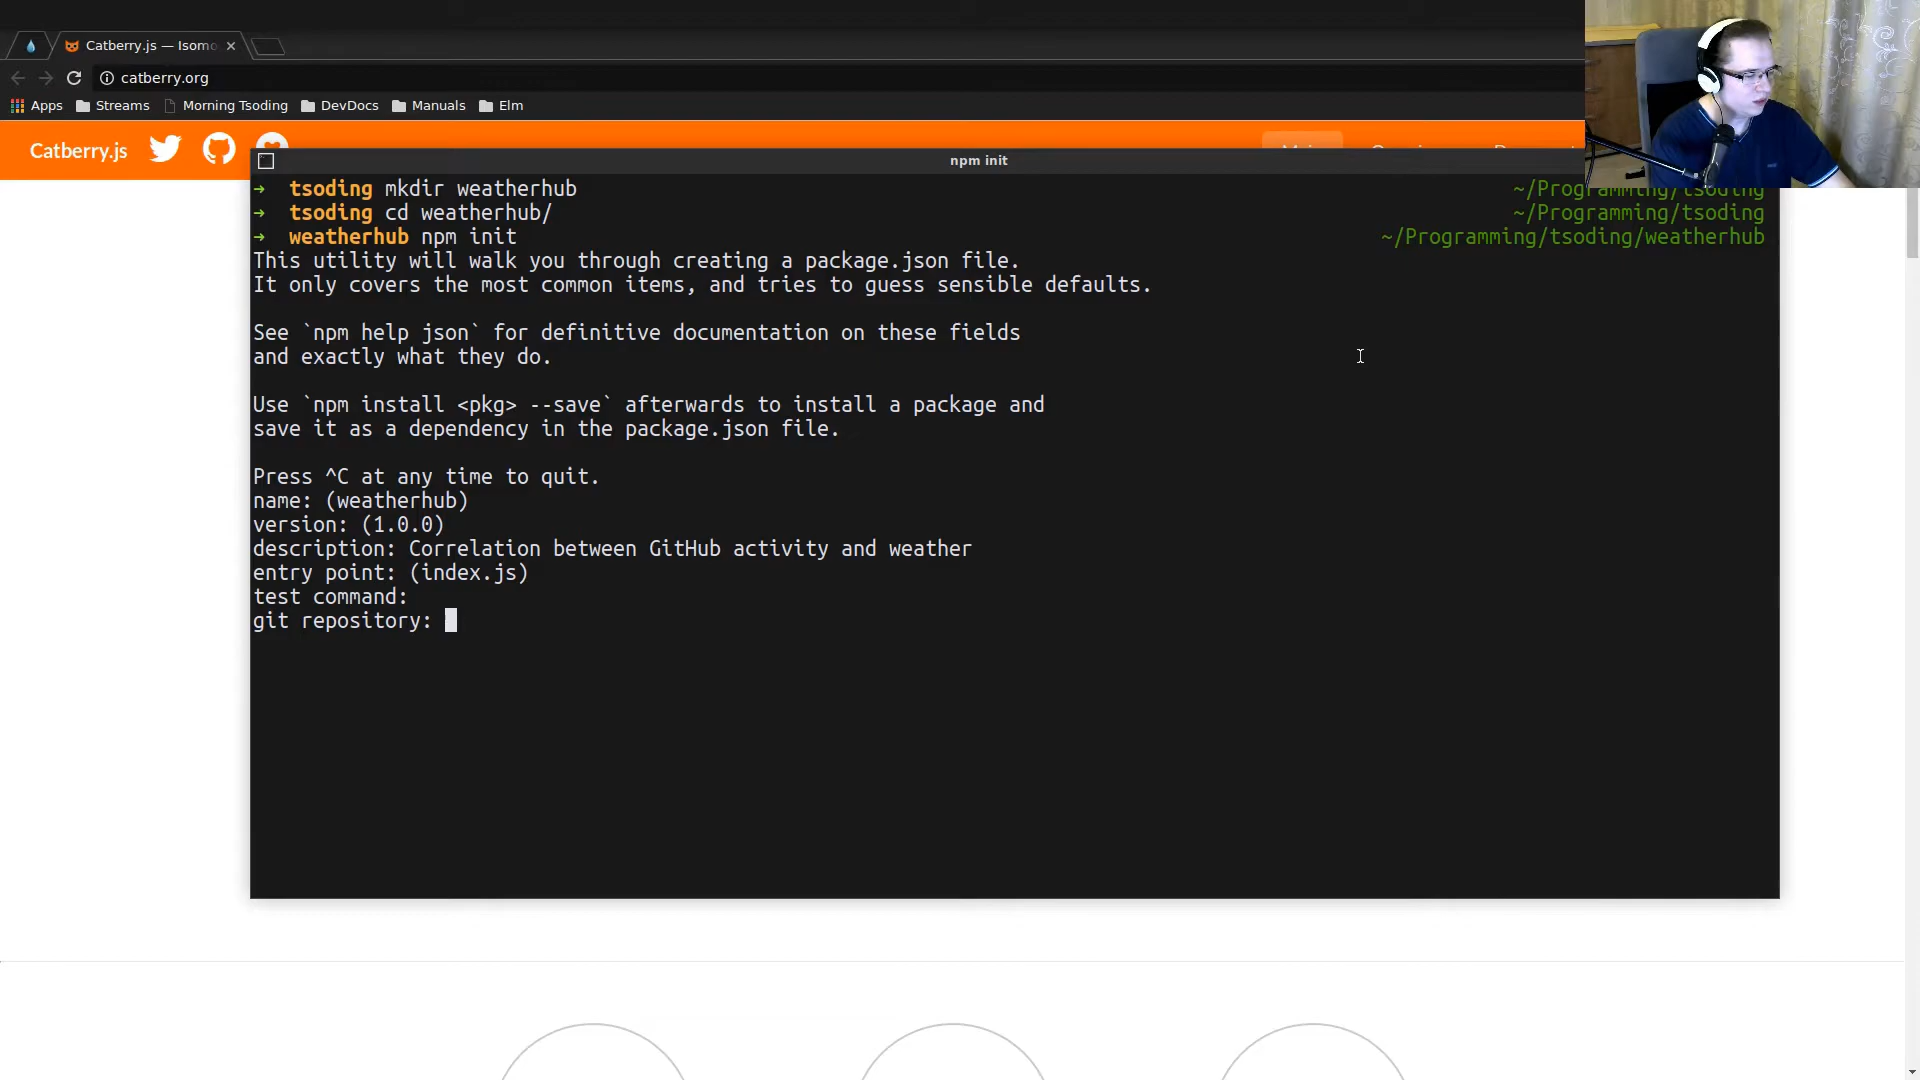 Catberry.js — Isomo
catberry.org
Apps Streams Morning Tsoding DevDocs Manuals Elm
Catberry.js
npm init
→ tsoding mkdir weatherhub ~/Programming/tsoding
→ tsoding cd weatherhub/ ~/Programming/tsoding
→ weatherhub npm init ~/Programming/tsoding/weatherhub
This utility will walk you through creating a package.json file.
It only covers the most common items, and tries to guess sensible defaults.
See `npm help json` for definitive documentation on these fields
and exactly what they do.
Use `npm install <pkg> --save` afterwards to install a package and
save it as a dependency in the package.json file.
Press ^C at any time to quit.
name: (weatherhub)
version: (1.0.0)
description: Correlation between GitHub activity and weather
entry point: (index.js)
test command:
git repository: